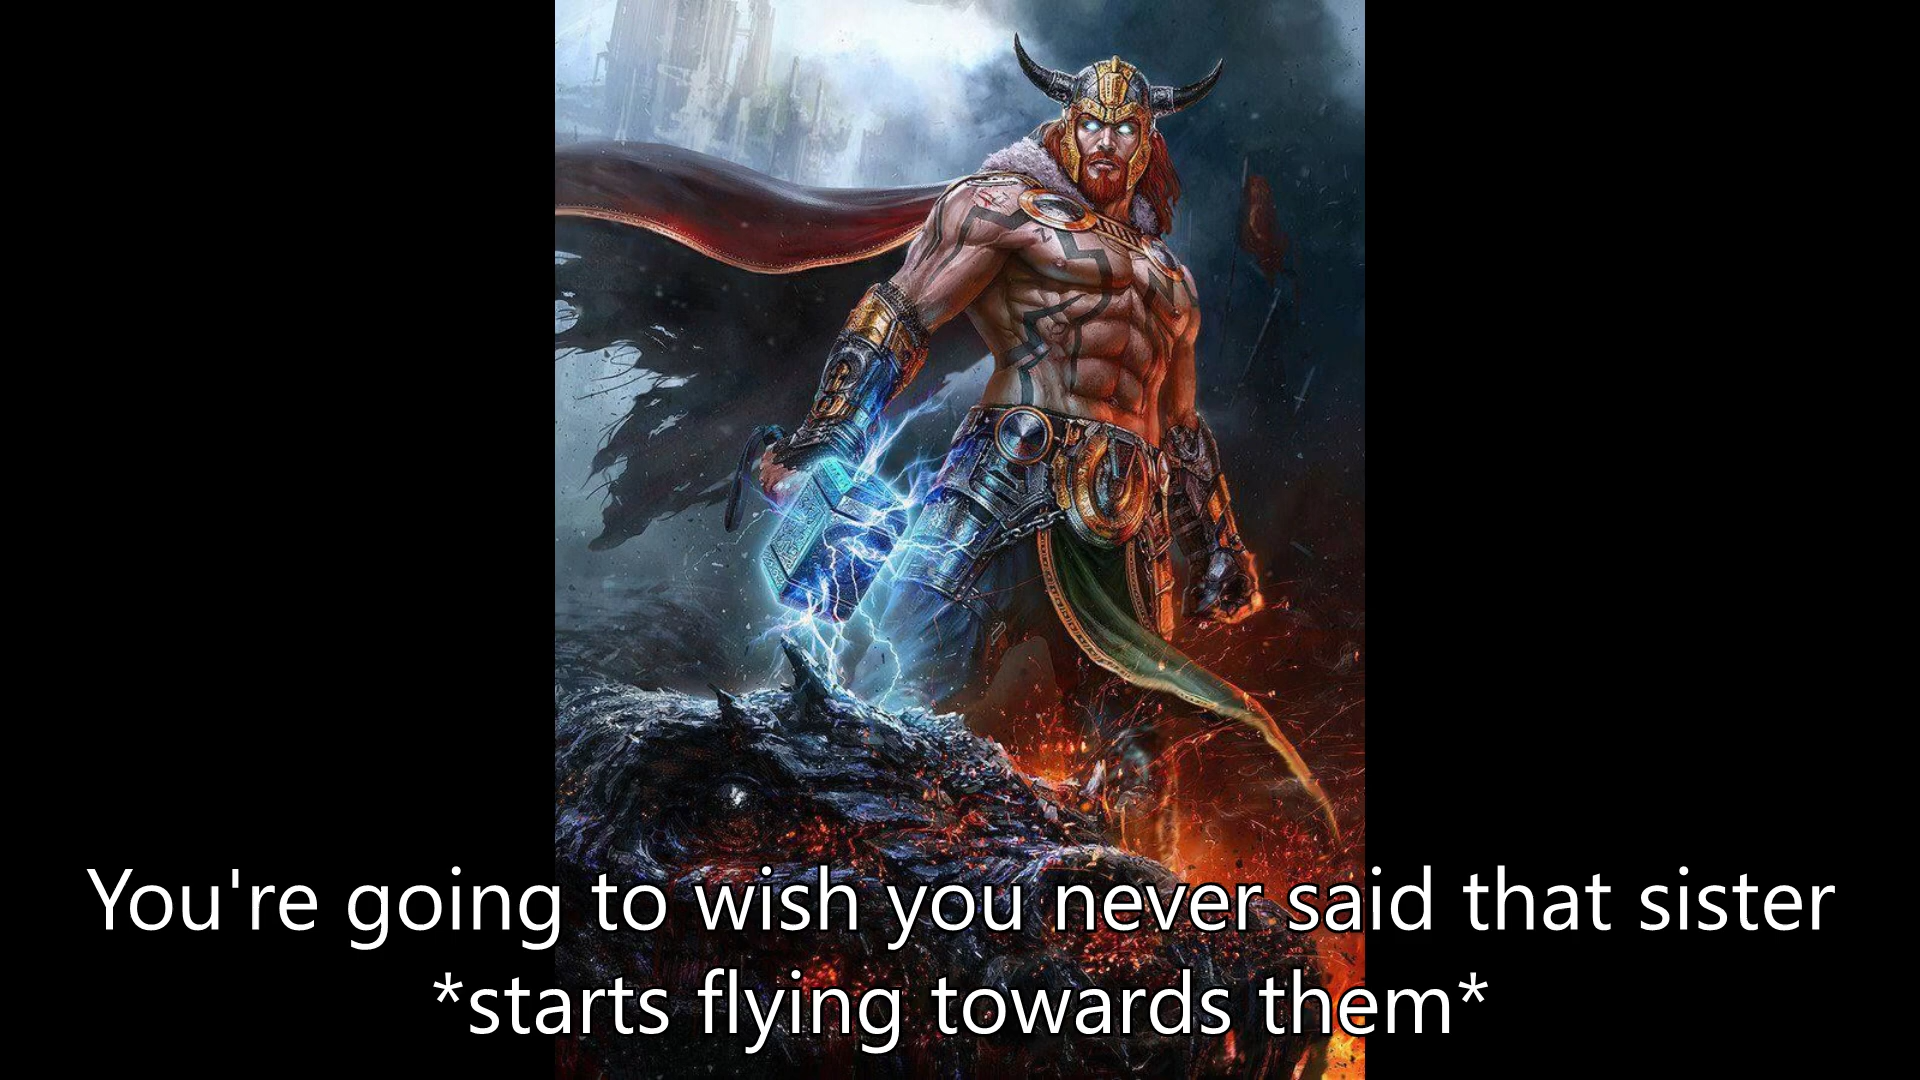 You're going to wish you never said that sister
*starts flying towards them*